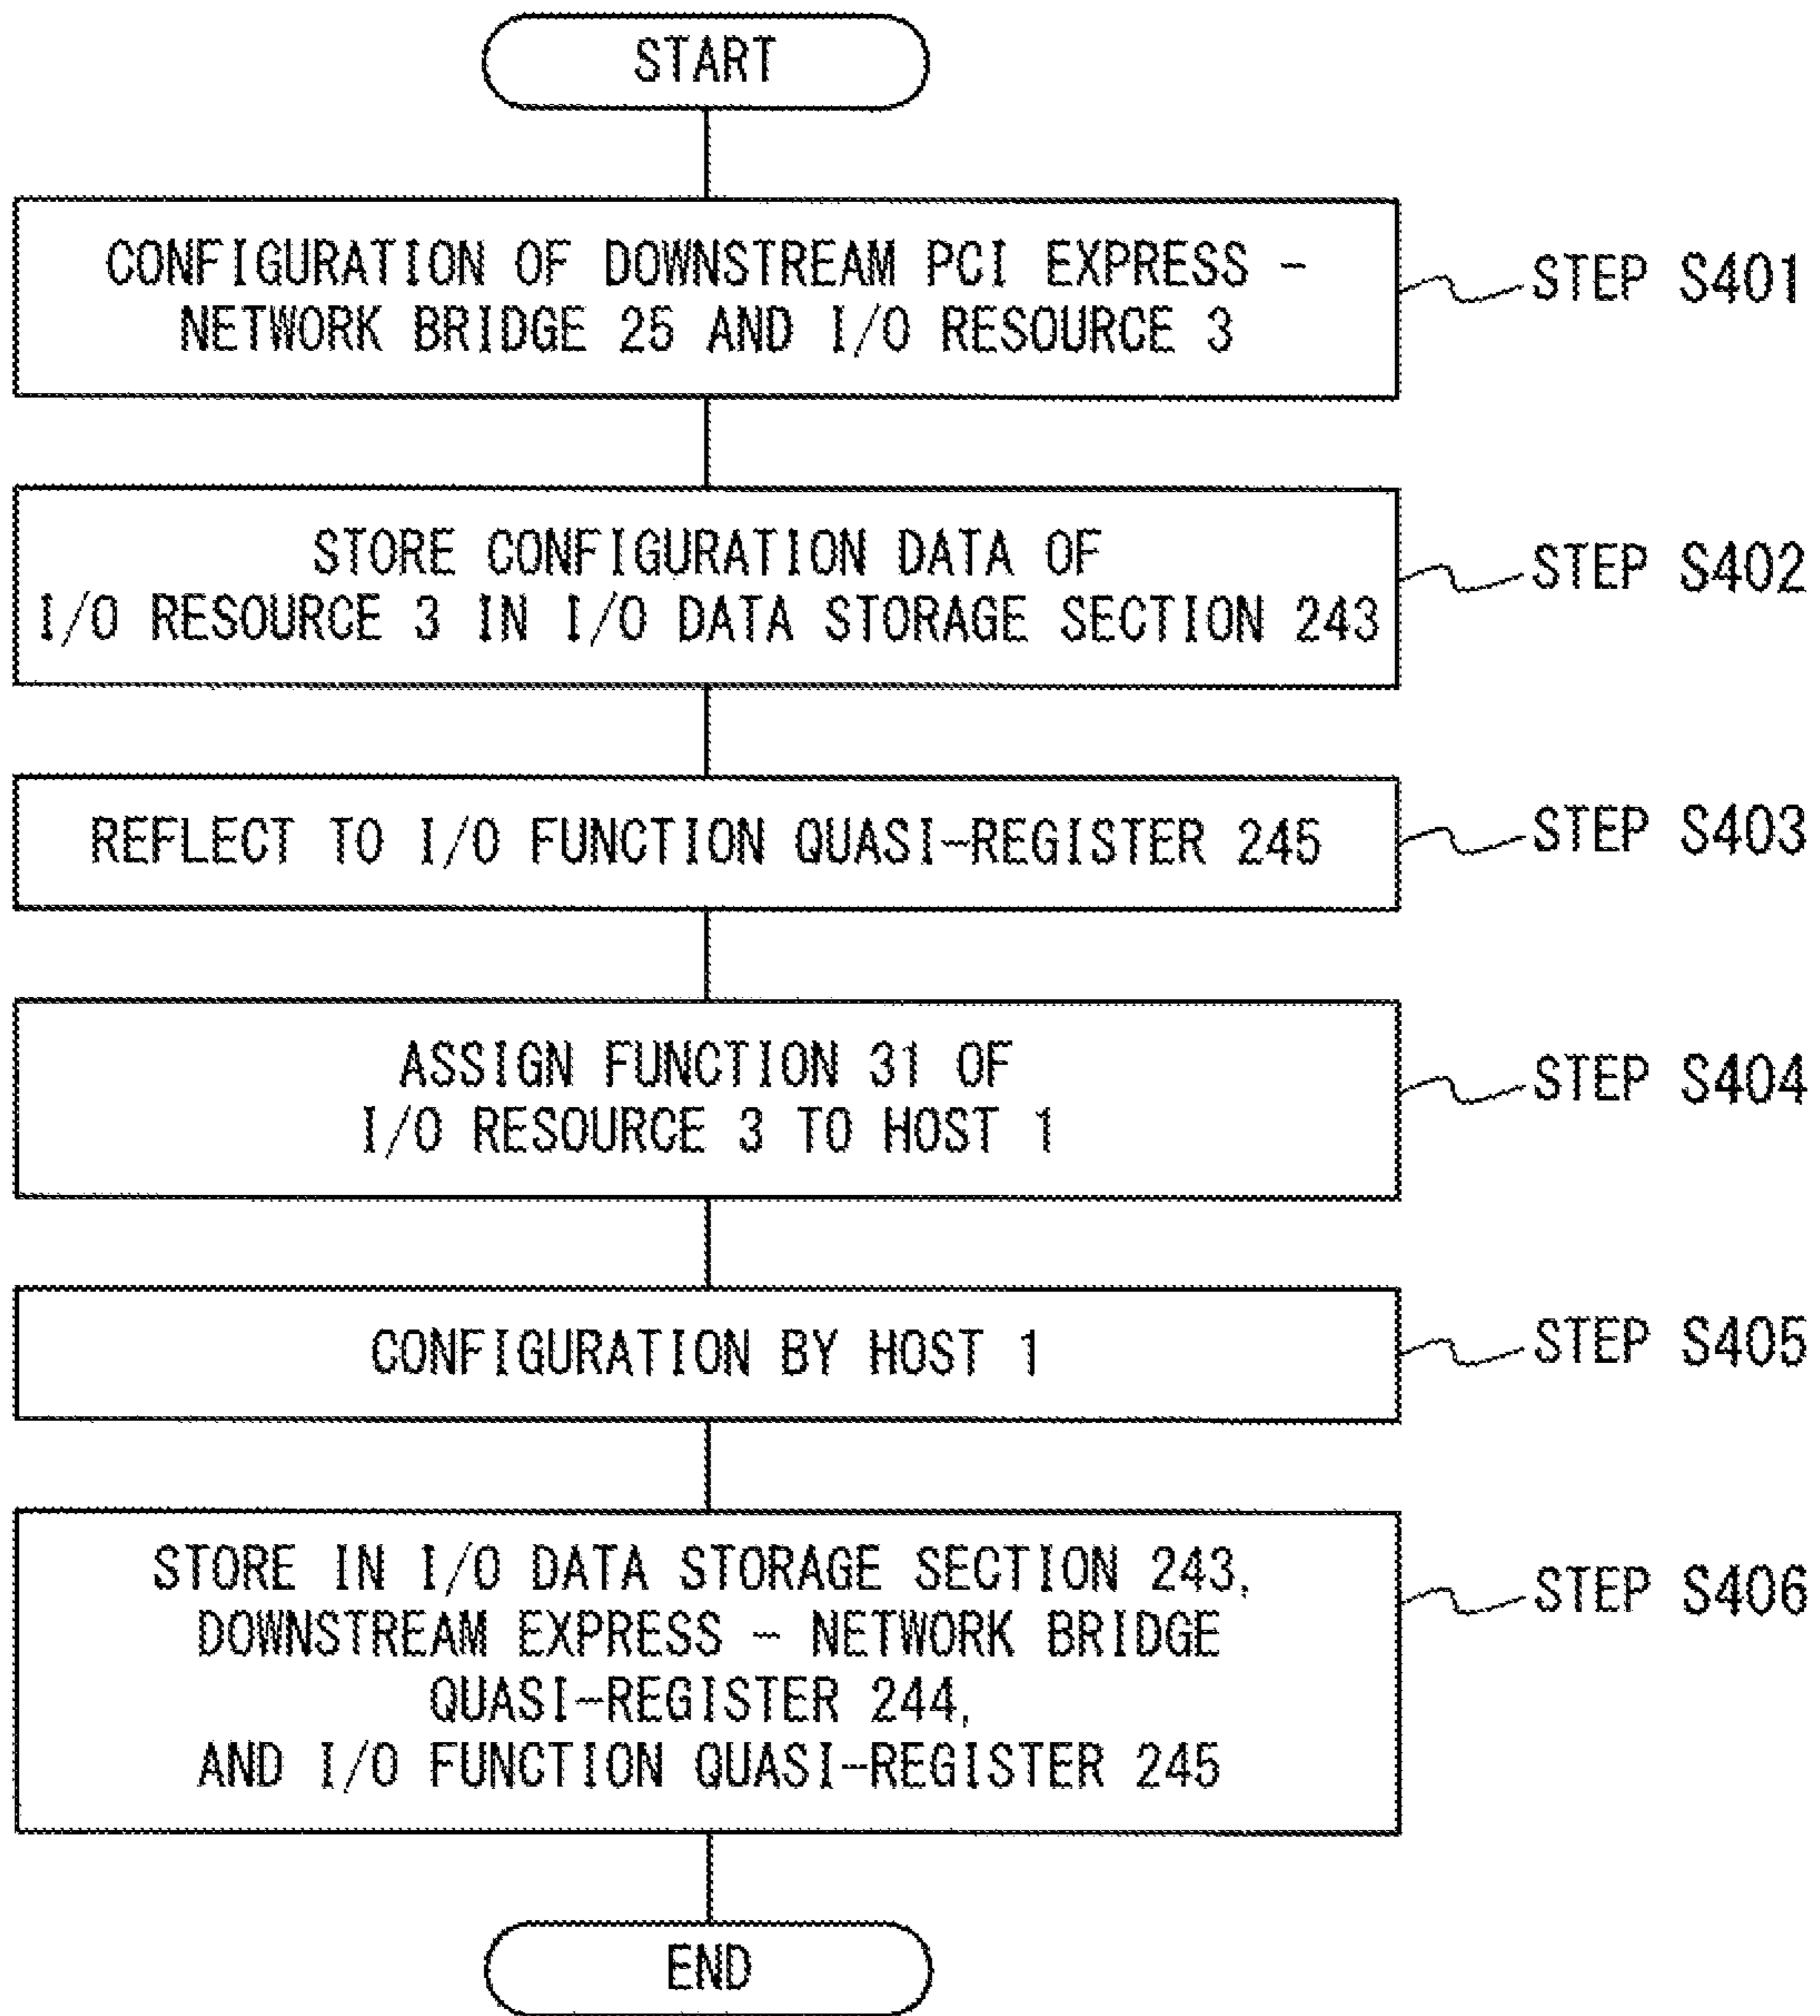 START
CONFIGURATION OF DOWNSTREAM PCI EXPRESS -
NETWORK BRIDGE 25 AND I/O RESOURCE 3
STEP S401
STORE CONFIGURATION DATA OF
I/O RESOURCE 3 IN I/O DATA STORAGE SECTION 243
STEP S402
REFLECT TO I/O FUNCTION QUASI-REGISTER 245
STEP S403
ASSIGN FUNCTION 31 OF
I/O RESOURCE 3 TO HOST 1
STEP S404
CONFIGURATION BY HOST 1
STEP S405
STORE IN I/O DATA STORAGE SECTION 243,
DOWNSTREAM EXPRESS - NETWORK BRIDGE
QUASI-REGISTER 244,
AND I/O FUNCTION QUASI-REGISTER 245
STEP S406
END